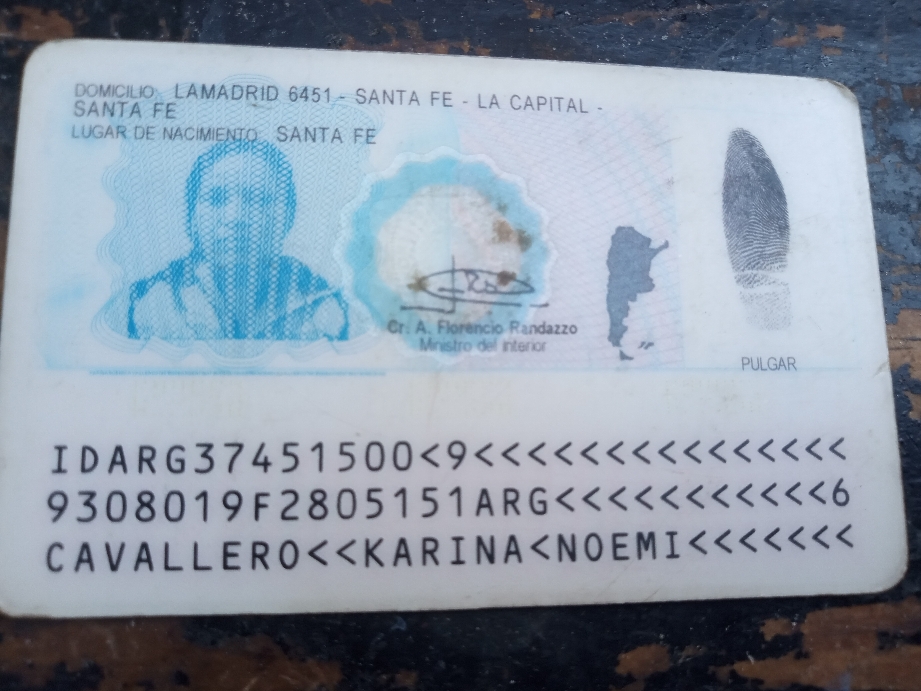 DOMICILIO: LAMADRID 6451 - SANTA FE - LA CAPITAL -
SANTA FE
LUGAR DE NACIMIENTO: SANTA FE
Cr. A. Florencio Randazzo
Ministro del Interior
PULGAR
IDARG37451500<9<<<<<<<<<<<<<<<
9308019F2805151ARG<<<<<<<<<<<6
CAVALLERO<<KARINA<NOEMI<<<<<<<